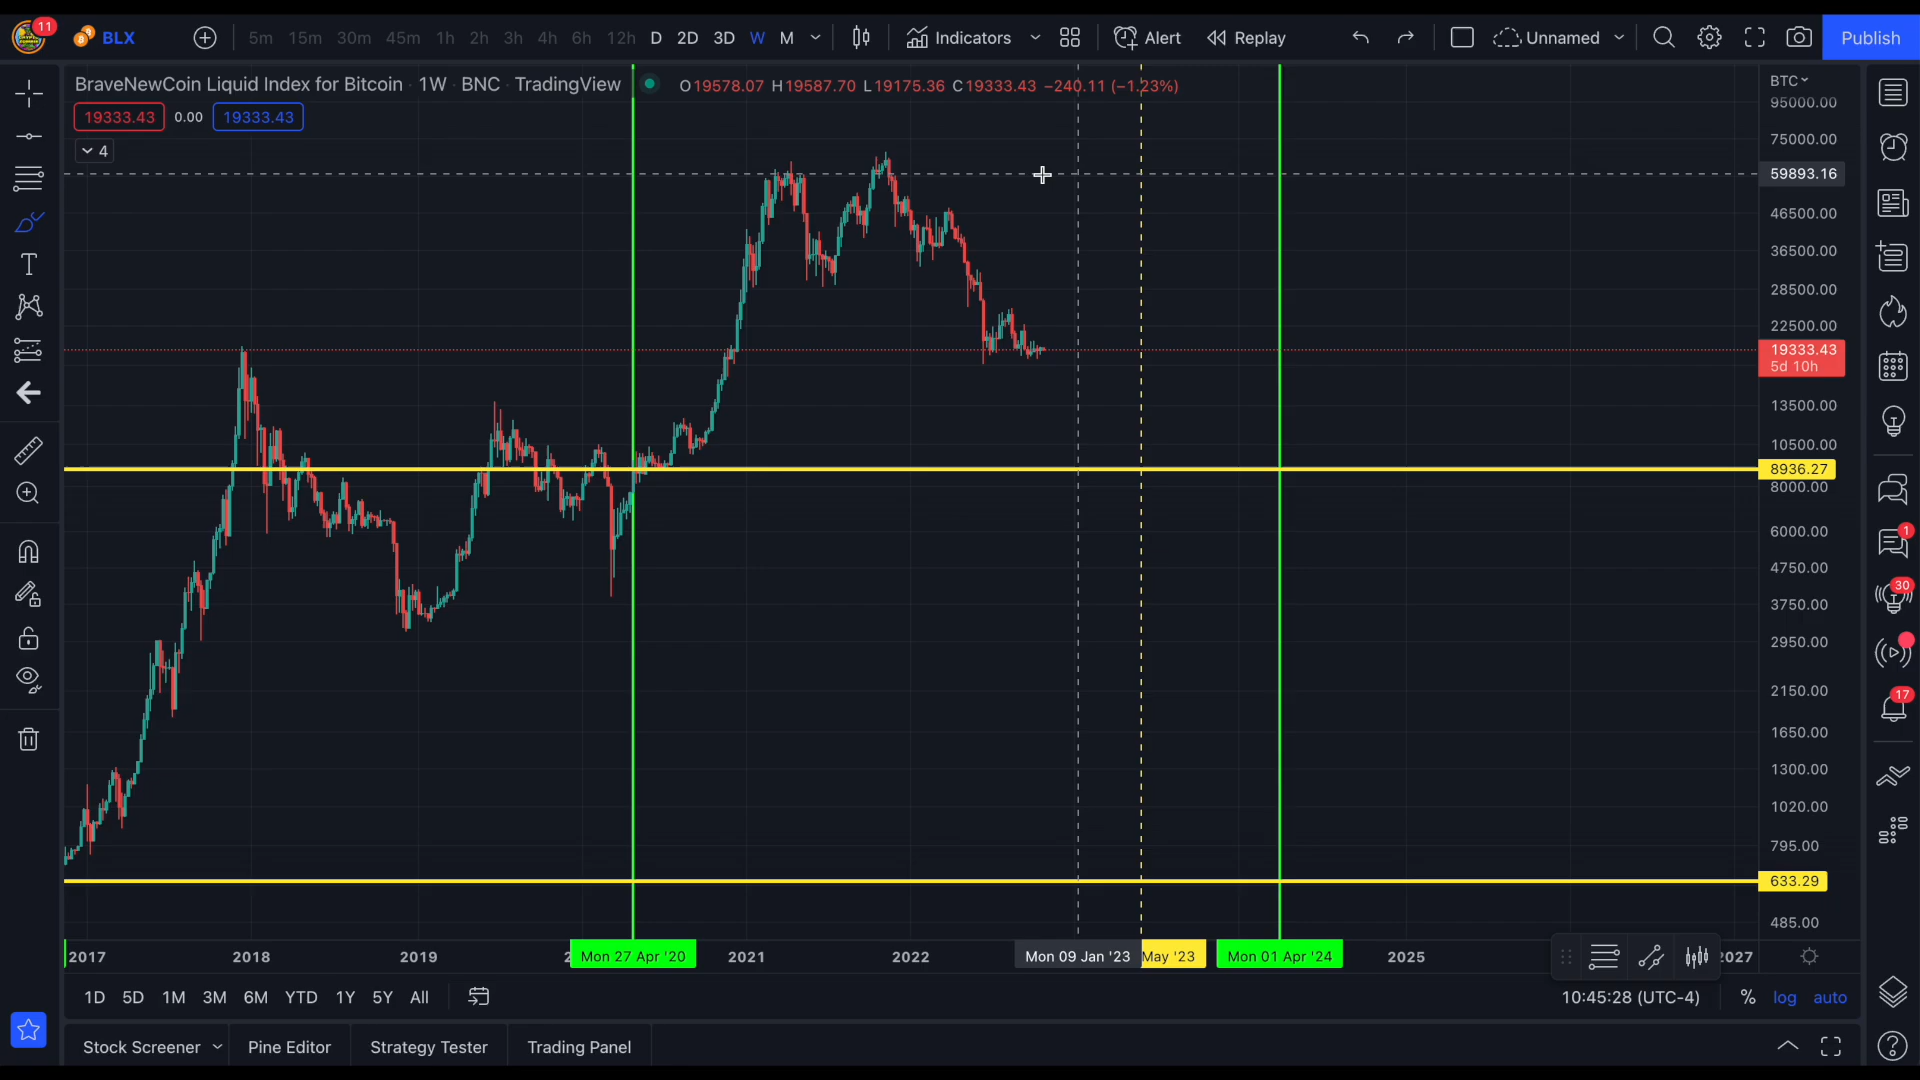 11
BLX
5m 15m 30m 45m 1h 2h 3h 4h 6h 12h D 2D 3D W M
Indicators
Alert
Replay
Unnamed
Publish
BraveNewCoin Liquid Index for Bitcoin · 1W · BNC · TradingView
O19578.07 H19587.70 L19175.36 C19333.43 −240.11 (−1.23%)
19333.43 0.00 19333.43
4
BTC
95000.00
75000.00
59893.16
46500.00
36500.00
28500.00
22500.00
19333.43
5d 10h
13500.00
10500.00
8936.27
8000.00
6000.00
4750.00
3750.00
2950.00
2150.00
1650.00
1300.00
1020.00
795.00
633.29
485.00
1
30
17
2017 2018 2019 2 Mon 27 Apr '20 2021 2022 Mon 09 Jan '23 May '23 Mon 01 Apr '24 2025 2027
1D 5D 1M 3M 6M YTD 1Y 5Y All
10:45:28 (UTC-4) % log auto
Stock Screener Pine Editor Strategy Tester Trading Panel